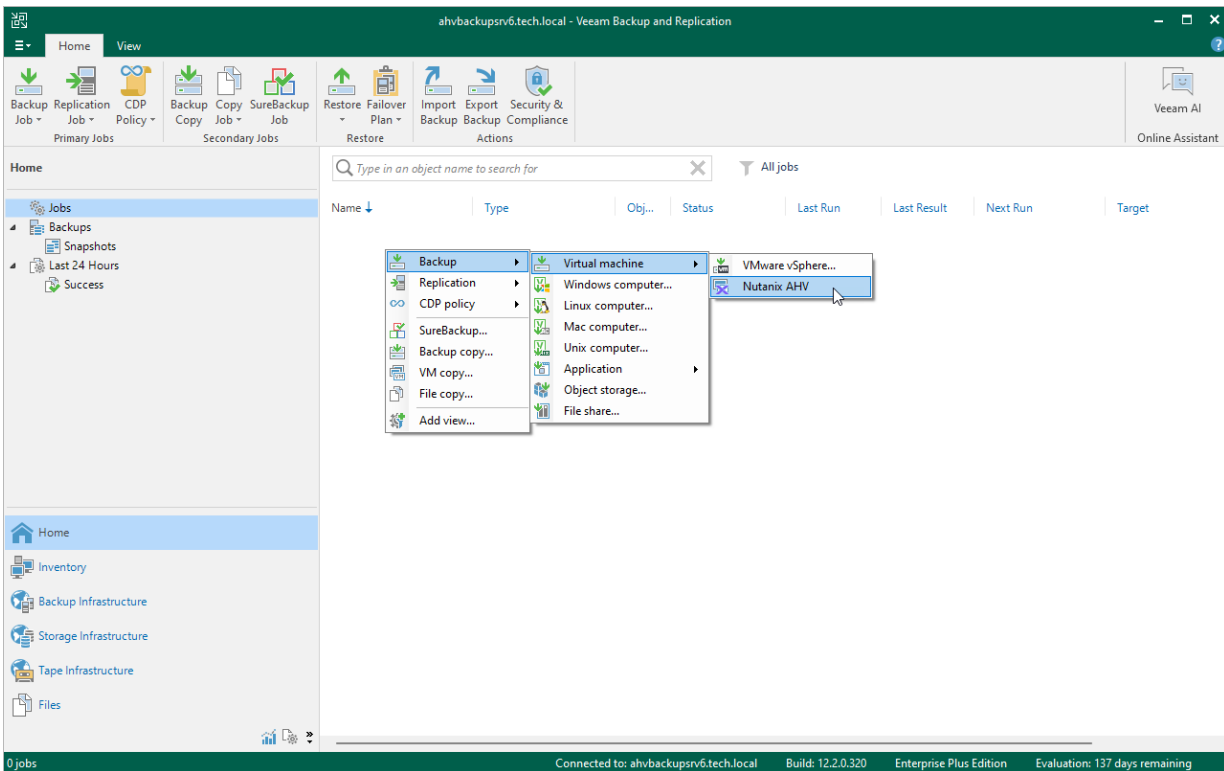 ahvbackupsrv6.tech.local - Veeam Backup and Replication
Home View
Backup Job Replication Job CDP Policy
Primary Jobs
Backup Copy Copy Job SureBackup Job
Secondary Jobs
Restore Failover Plan
Restore
Import Backup Export Backup Security & Compliance
Actions
Veeam AI
Online Assistant
Home
Type in an object name to search for
All jobs
Jobs
Backups
Snapshots
Last 24 Hours
Success
Name Type Obj... Status Last Run Last Result Next Run Target
Backup
Replication
CDP policy
SureBackup...
Backup copy...
VM copy...
File copy...
Add view...
Virtual machine
Windows computer...
Linux computer...
Mac computer...
Unix computer...
Application
Object storage...
File share...
VMware vSphere...
Nutanix AHV
Home
Inventory
Backup Infrastructure
Storage Infrastructure
Tape Infrastructure
Files
0 jobs
Connected to: ahvbackupsrv6.tech.local Build: 12.2.0.320 Enterprise Plus Edition Evaluation: 137 days remaining